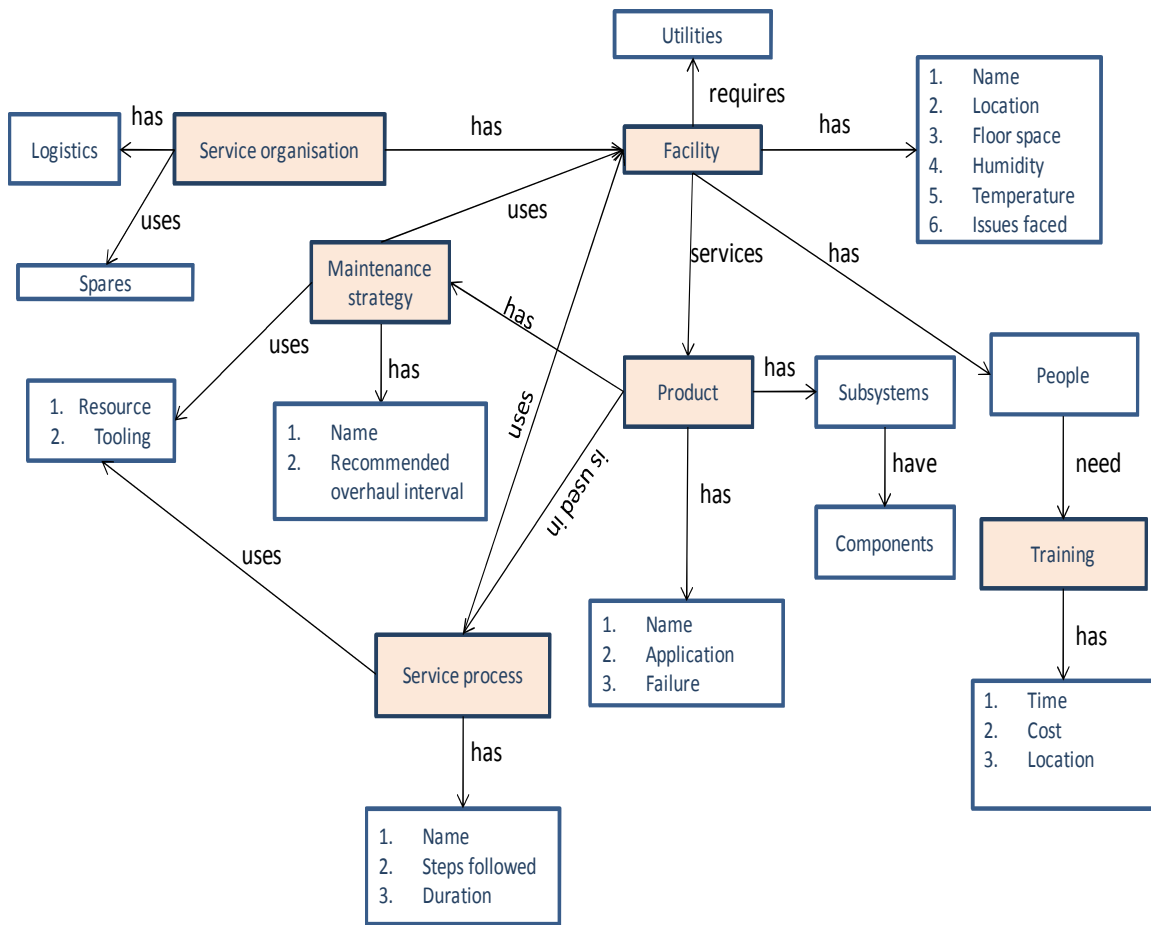 Utilities
requires
1. Name
2. Location
3. Floor space
4. Humidity
5. Temperature
6. Issues faced
has
Logistics
Service organisation
has
Facility
has
uses
Spares
uses
services
has
Maintenance
strategy
has
uses
has
uses
Product
has
Subsystems
People
1. Resource
2. Tooling
1. Name
2. Recommended
overhaul interval
is used in
has
have
need
Components
Training
uses
1. Name
2. Application
3. Failure
has
Service process
1. Time
2. Cost
3. Location
has
1. Name
2. Steps followed
3. Duration